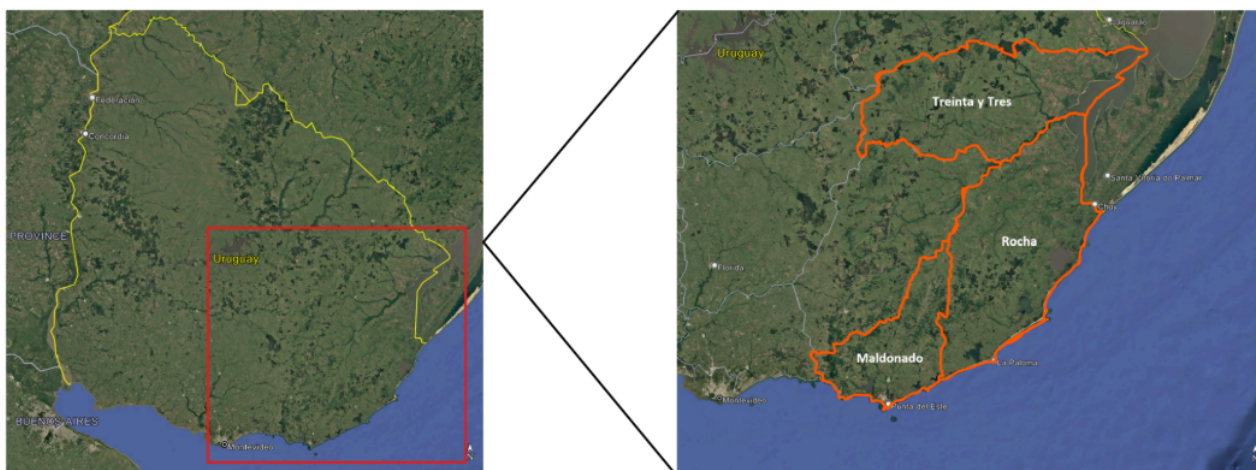 Federación
Concordia
PROVINCE
Uruguay
BUENOS AIRES
Montevideo
Uruguay
Treinta y Tres
Santa Vitória do Palmar
Chuy
Rocha
Florida
Maldonado
La Paloma
Montevideo
Punta del Este